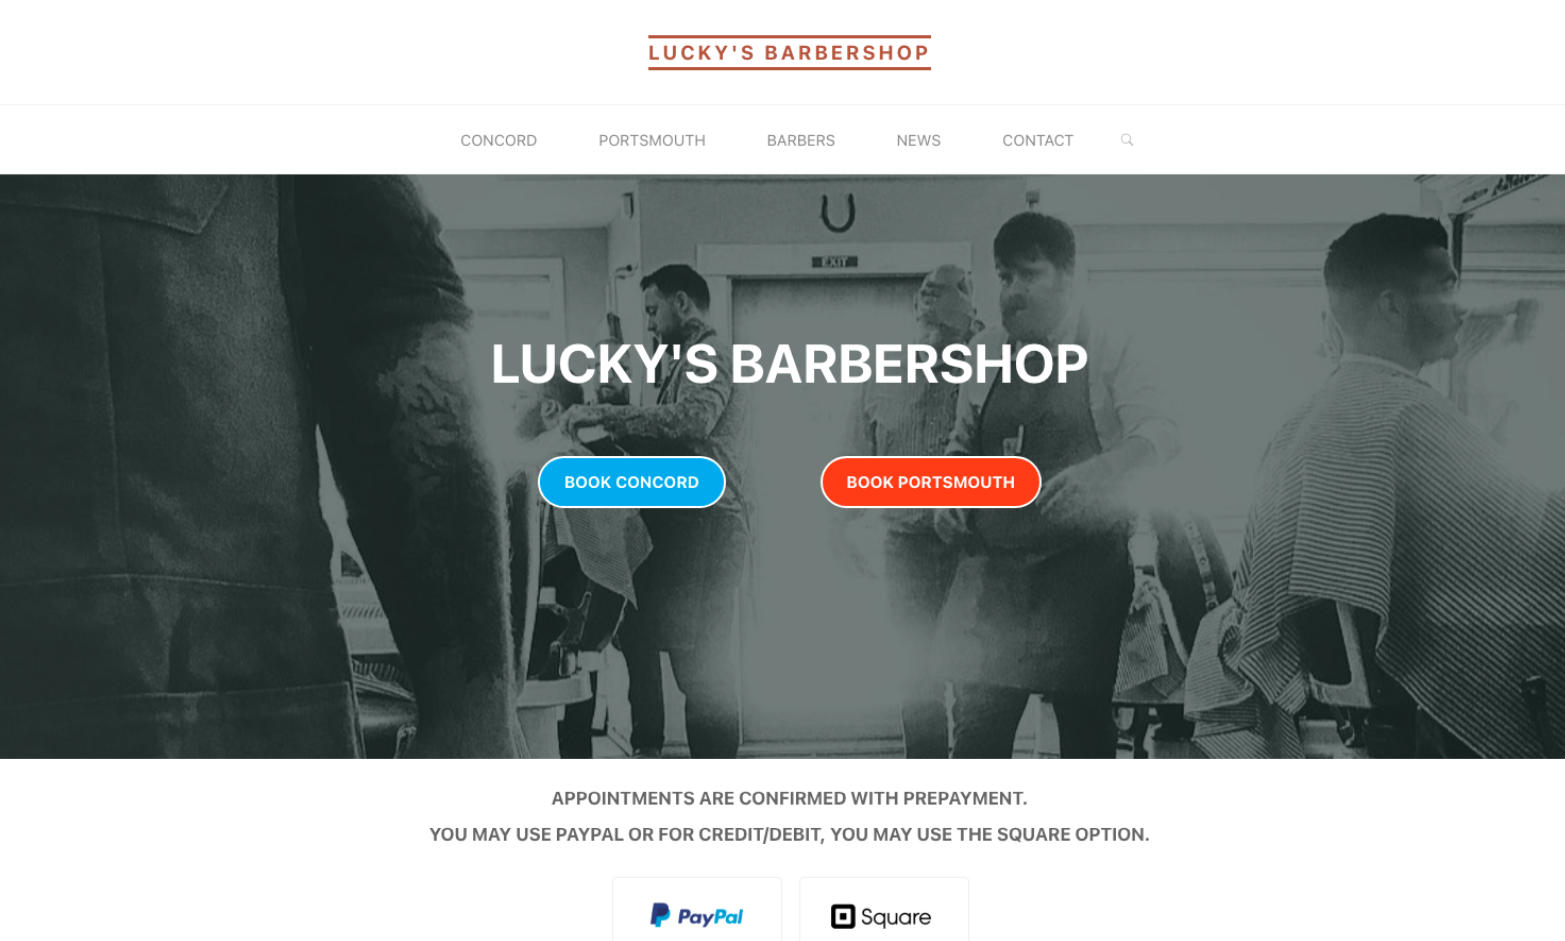 LUCKY'S BARBERSHOP
CONCORD PORTSMOUTH BARBERS NEWS CONTACT
EXIT
LUCKY'S BARBERSHOP
BOOK CONCORD BOOK PORTSMOUTH
APPOINTMENTS ARE CONFIRMED WITH PREPAYMENT.
YOU MAY USE PAYPAL OR FOR CREDIT/DEBIT, YOU MAY USE THE SQUARE OPTION.
PayPal Square